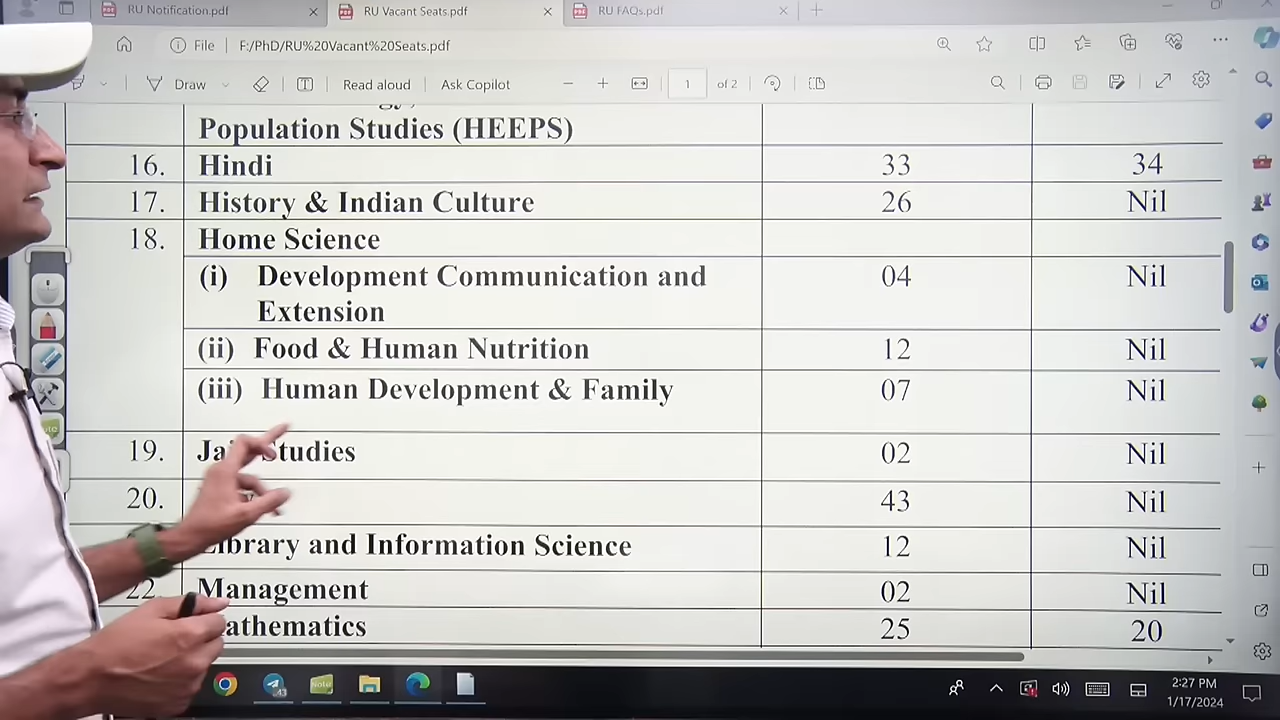 RU Notification.pdf
RU Vacant Seats.pdf
RU FAQs.pdf
File F:/PhD/RU%20Vacant%20Seats.pdf
Draw Read aloud Ask Copilot 1 of 2
Population Studies (HEEPS)
16. Hindi 33 34
17. History & Indian Culture 26 Nil
18. Home Science
(i) Development Communication and Extension 04 Nil
(ii) Food & Human Nutrition 12 Nil
(iii) Human Development & Family 07 Nil
19. Studies 02 Nil
20. 43 Nil
Library and Information Science 12 Nil
22. Management 02 Nil
Mathematics 25 20
43
Note
2:27 PM
1/17/2024